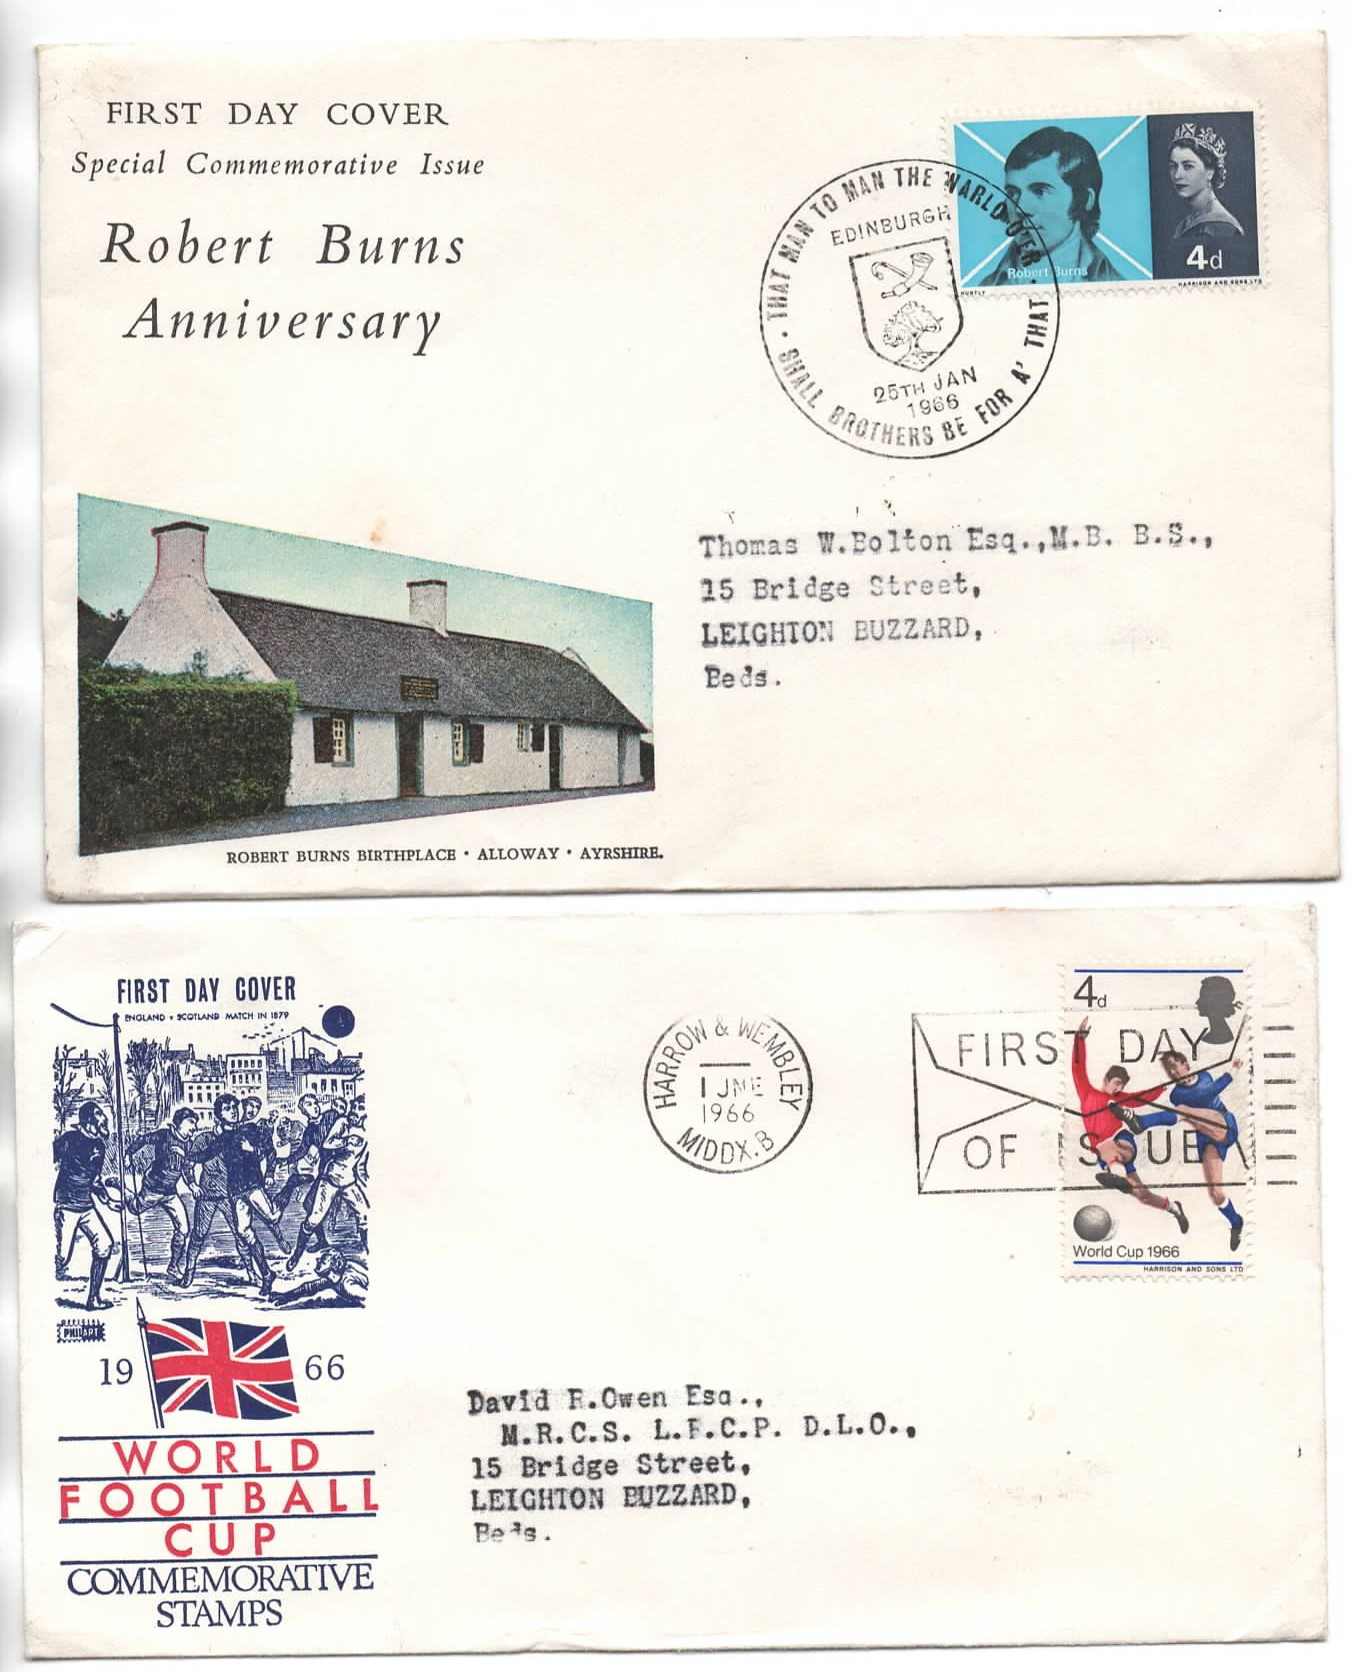 FIRST DAY COVER
Special Commemorative Issue
Robert Burns
Anniversary
· THAT MAN TO MAN THE WARLD O'ER ·
SHALL BROTHERS BE FOR A' THAT
EDINBURGH
25TH JAN
1966
Robert Burns
4d
HUNTLY
HARRISON AND SONS LTD
Thomas W.Bolton Esq.,M.B. B.S.,
15 Bridge Street,
LEIGHTON BUZZARD,
Beds.
ROBERT BURNS BIRTHPLACE · ALLOWAY · AYRSHIRE.
FIRST DAY COVER
ENGLAND v SCOTLAND MATCH IN 1879
OFFICIAL
PHILART
19 66
WORLD
FOOTBALL
CUP
COMMEMORATIVE
STAMPS
HARROW & WEMBLEY
1 JNE
1966
MIDDX.B
FIRST DAY
OF ISSUE
4d
World Cup 1966
HARRISON AND SONS LTD
David R.Owen Esq.,
M.R.C.S. L.R.C.P. D.L.O.,
15 Bridge Street,
LEIGHTON BUZZARD,
Beds.